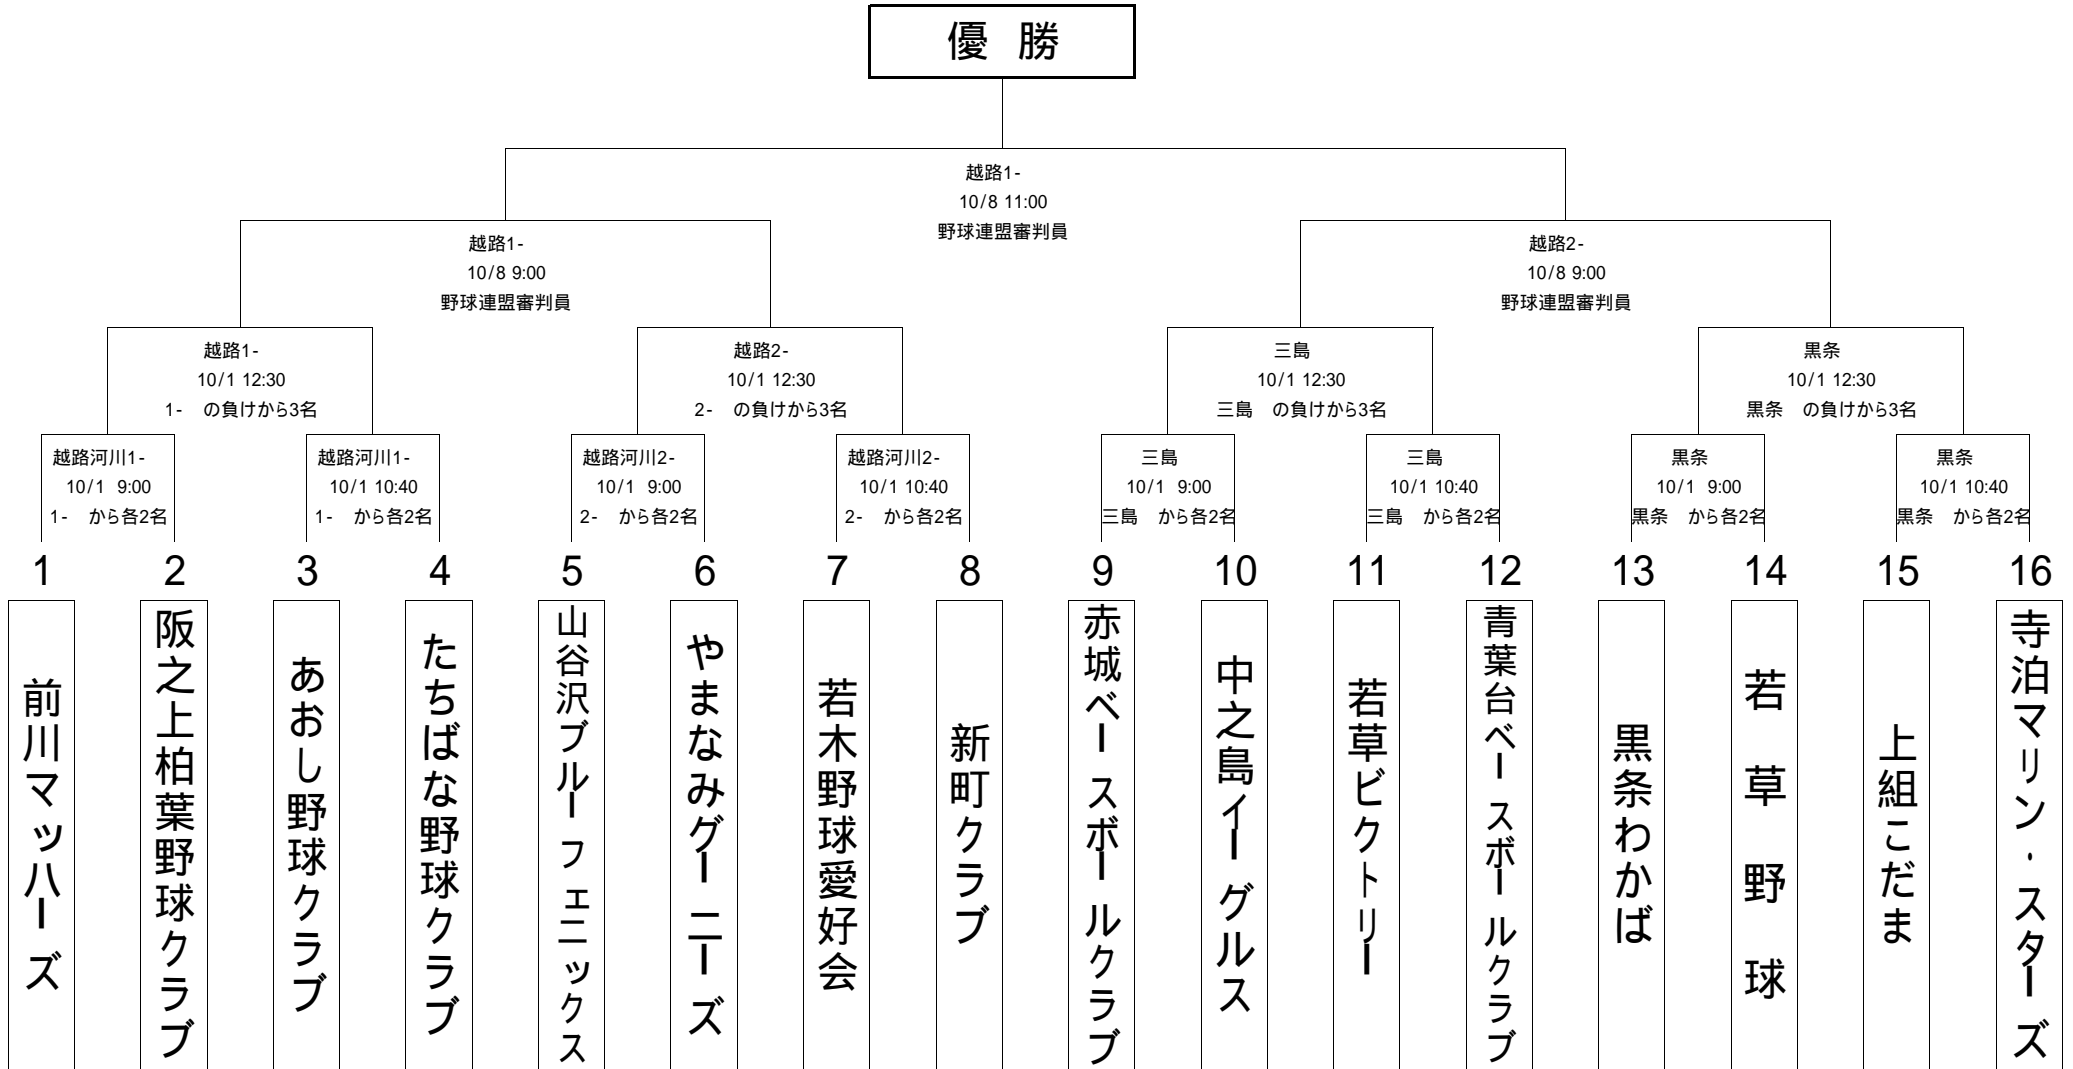 優 勝
越路1-
10/8 11:00
野球連盟審判員
越路1-
10/8 9:00
野球連盟審判員
越路2-
10/8 9:00
野球連盟審判員
越路1-
10/1 12:30
1- の負けから3名
越路2-
10/1 12:30
2- の負けから3名
三島
10/1 12:30
三島 の負けから3名
黒条
10/1 12:30
黒条 の負けから3名
越路河川1-
10/1 9:00
1- から各2名
越路河川1-
10/1 10:40
1- から各2名
越路河川2-
10/1 9:00
2- から各2名
越路河川2-
10/1 10:40
2- から各2名
三島
10/1 9:00
三島 から各2名
三島
10/1 10:40
三島 から各2名
黒条
10/1 9:00
黒条 から各2名
黒条
10/1 10:40
黒条 から各2名
1
2
3
4
5
6
7
8
9
10
11
12
13
14
15
16
前川マッハーズ
阪之上柏葉野球クラブ
あおし野球クラブ
たちばな野球クラブ
山谷沢ブルーフェニックス
やまなみグーニーズ
若木野球愛好会
新町クラブ
赤城ベースボールクラブ
中之島イーグルス
若草ビクトリー
青葉台ベースボールクラブ
黒条わかば
若草野球
上組こだま
寺泊マリン・スターズ